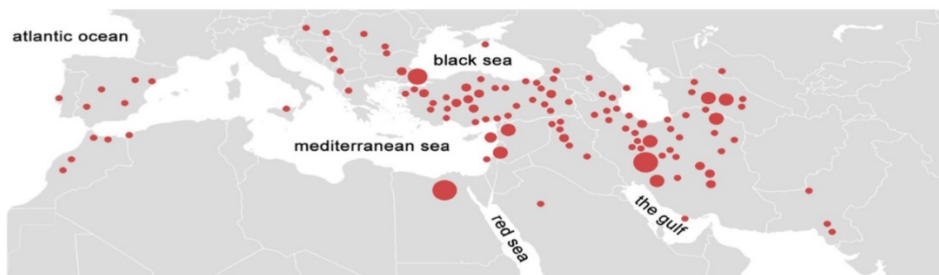 atlantic ocean
black sea
mediterranean sea
red sea
the gulf